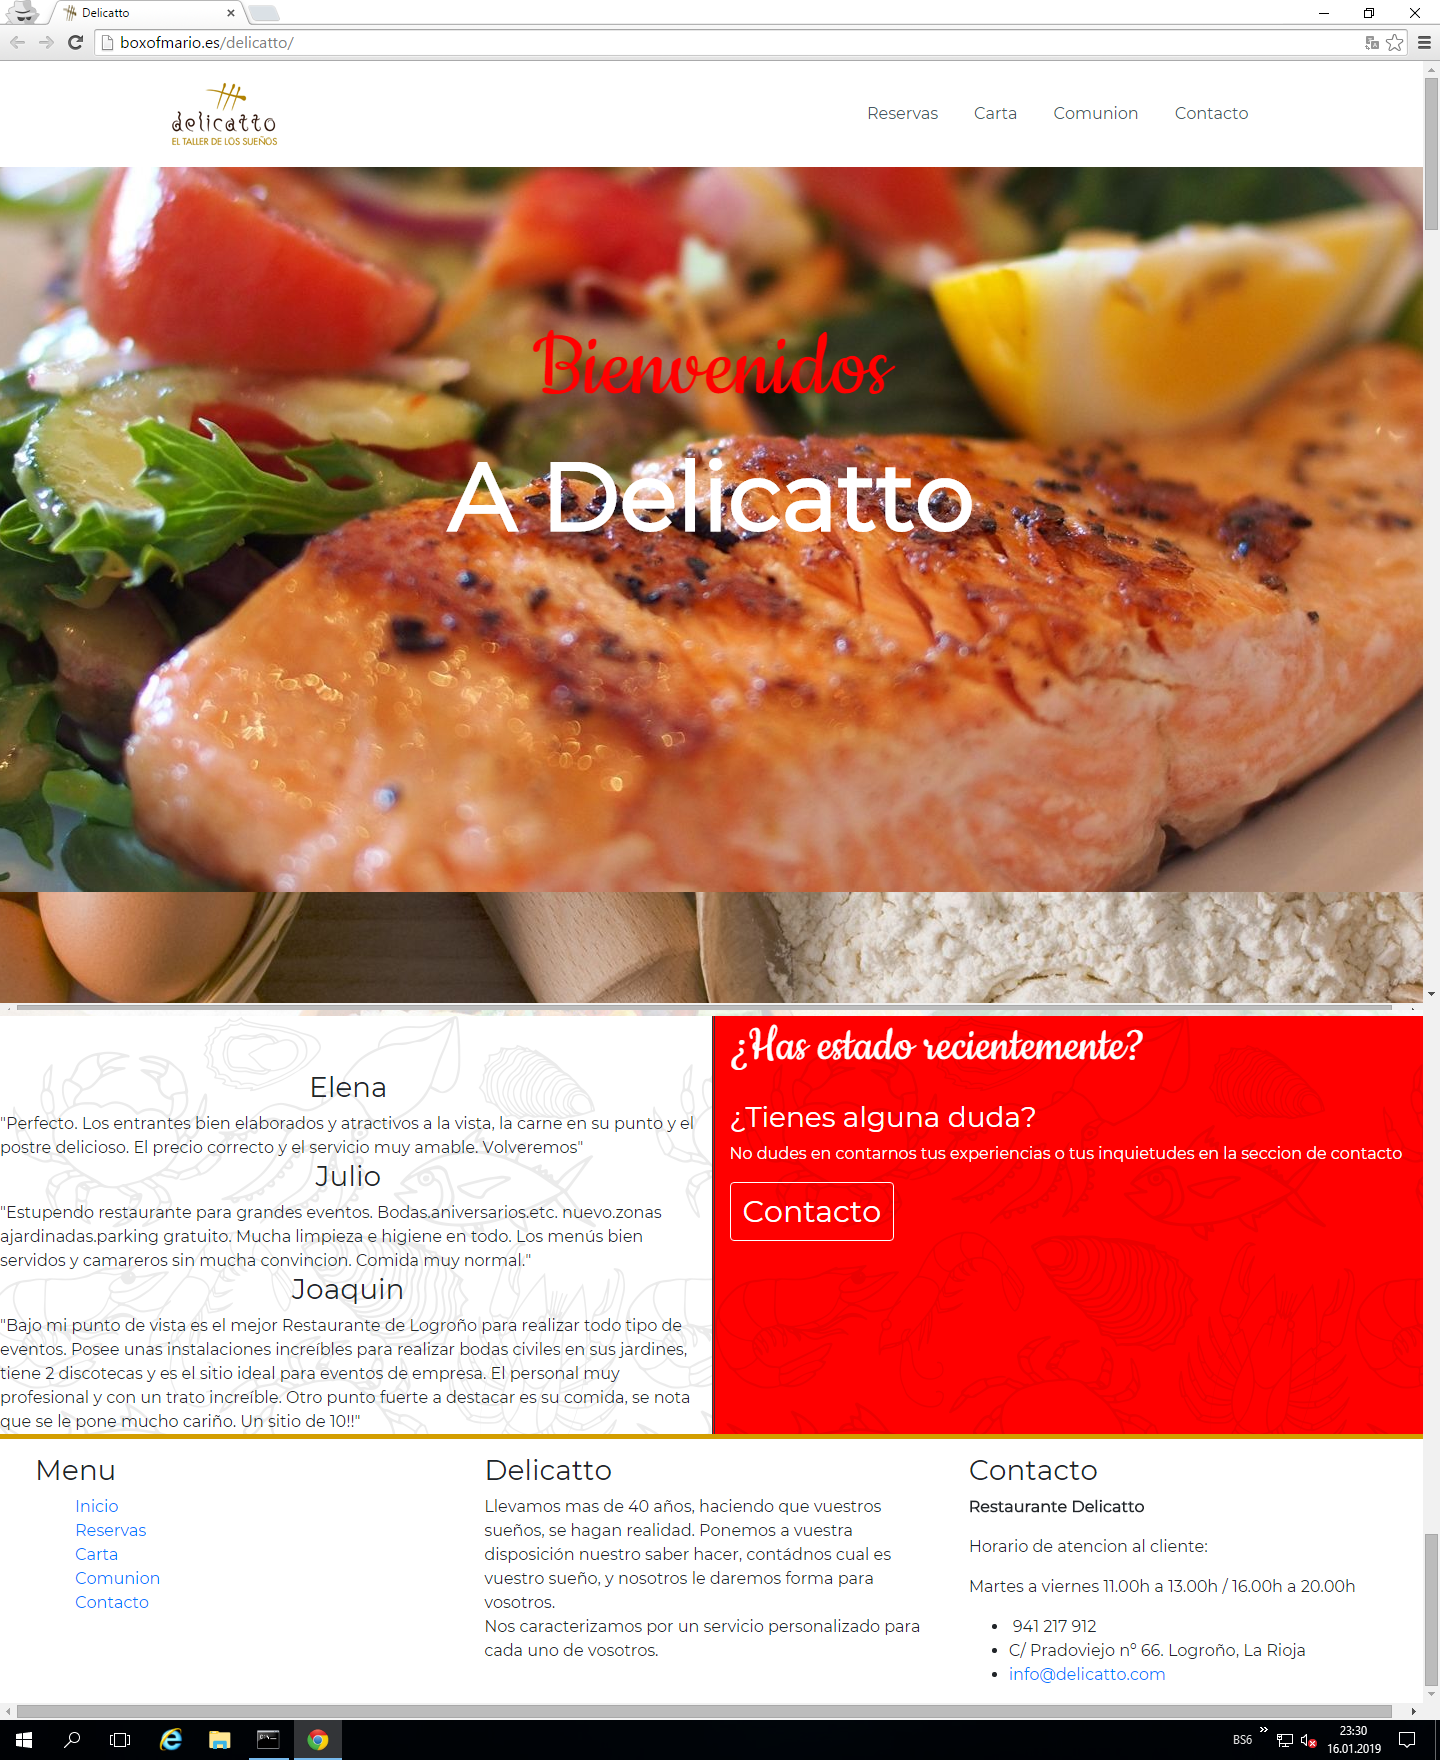 Delicatto
boxofmario.es/delicatto/
delicatto
EL TALLER DE LOS SUEÑOS
Reservas Carta Comunion Contacto
Bienvenidos
A Delicatto
Elena
"Perfecto. Los entrantes bien elaborados y atractivos a la vista, la carne en su punto y el
postre delicioso. El precio correcto y el servicio muy amable. Volveremos"
Julio
"Estupendo restaurante para grandes eventos. Bodas.aniversarios.etc. nuevo.zonas
ajardinadas.parking gratuito. Mucha limpieza e higiene en todo. Los menús bien
servidos y camareros sin mucha convincion. Comida muy normal."
Joaquin
"Bajo mi punto de vista es el mejor Restaurante de Logroño para realizar todo tipo de
eventos. Posee unas instalaciones increíbles para realizar bodas civiles en sus jardines,
tiene 2 discotecas y es el sitio ideal para eventos de empresa. El personal muy
profesional y con un trato increíble. Otro punto fuerte a destacar es su comida, se nota
que se le pone mucho cariño. Un sitio de 10!!"
¿Has estado recientemente?
¿Tienes alguna duda?
No dudes en contarnos tus experiencias o tus inquietudes en la seccion de contacto
Contacto
Menu
Inicio
Reservas
Carta
Comunion
Contacto
Delicatto
Llevamos mas de 40 años, haciendo que vuestros
sueños, se hagan realidad. Ponemos a vuestra
disposición nuestro saber hacer, contádnos cual es
vuestro sueño, y nosotros le daremos forma para
vosotros.
Nos caracterizamos por un servicio personalizado para
cada uno de vosotros.
Contacto
Restaurante Delicatto
Horario de atencion al cliente:
Martes a viernes 11.00h a 13.00h / 16.00h a 20.00h
941 217 912
C/ Pradoviejo nº 66. Logroño, La Rioja
info@delicatto.com
BS6
23:30
16.01.2019